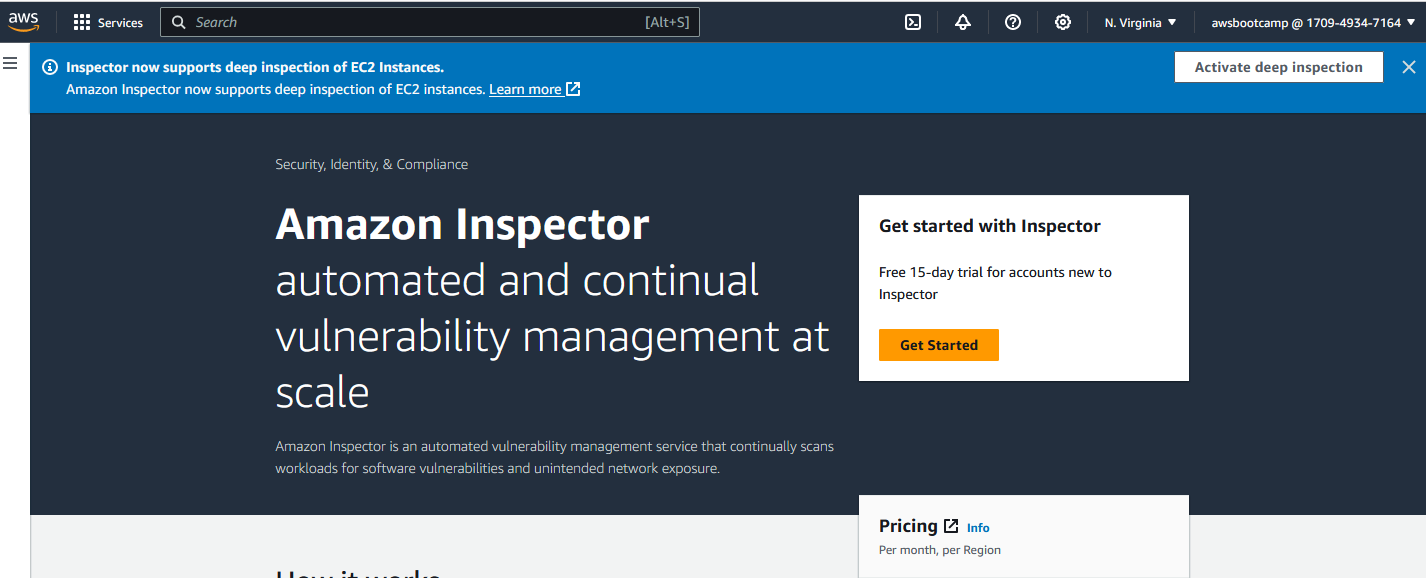 aws
Services
Search
[Alt+S]
N. Virginia
awsbootcamp @ 1709-4934-7164
Inspector now supports deep inspection of EC2 Instances.
Amazon Inspector now supports deep inspection of EC2 instances. Learn more
Activate deep inspection
Security, Identity, & Compliance
Amazon Inspector
automated and continual
vulnerability management at
scale
Amazon Inspector is an automated vulnerability management service that continually scans
workloads for software vulnerabilities and unintended network exposure.
Get started with Inspector
Free 15-day trial for accounts new to
Inspector
Get Started
Pricing Info
Per month, per Region
How it works